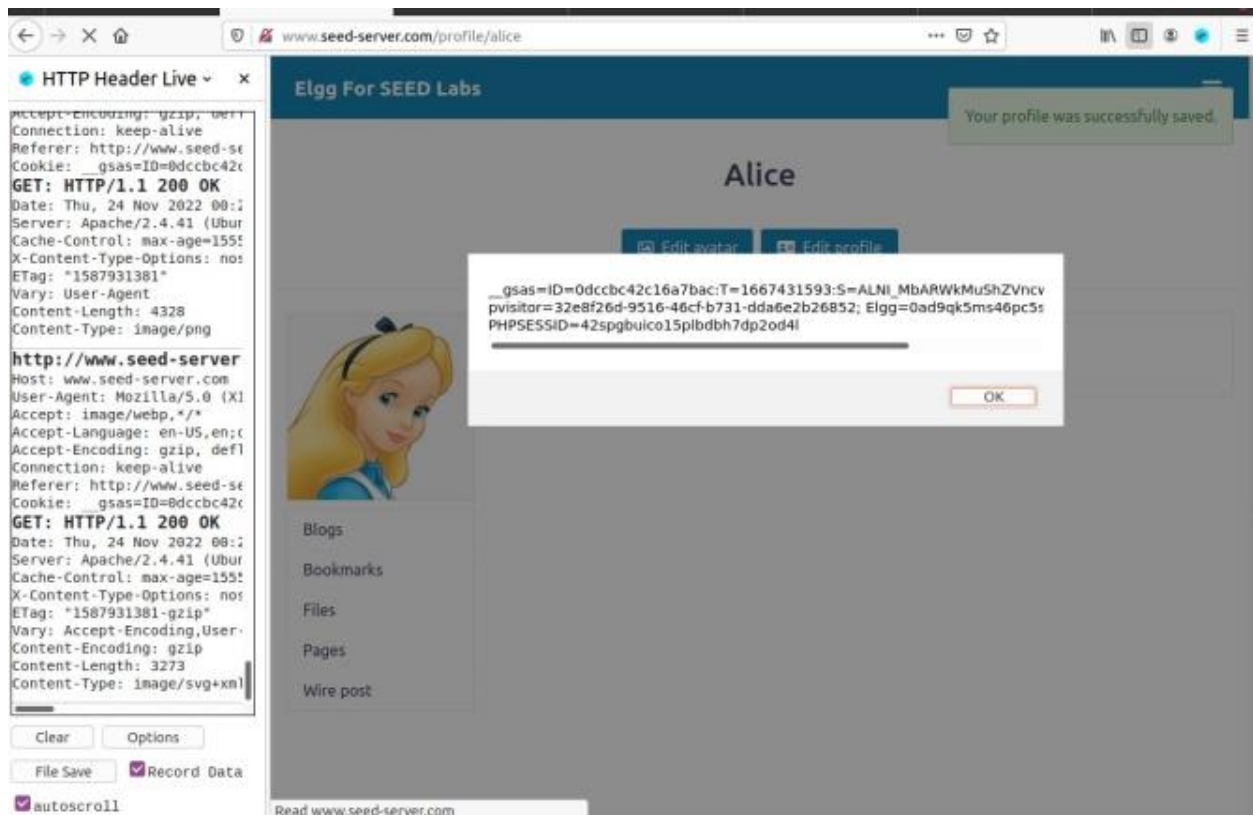 www.seed-server.com/profile/alice
HTTP Header Live
Accept-Encoding: gzip, defl
Connection: keep-alive
Referer: http://www.seed-se
Cookie: __gsas=ID=0dccbc42c
GET: HTTP/1.1 200 OK
Date: Thu, 24 Nov 2022 00:2
Server: Apache/2.4.41 (Ubun
Cache-Control: max-age=1555
X-Content-Type-Options: nos
ETag: "1587931381"
Vary: User-Agent
Content-Length: 4328
Content-Type: image/png
http://www.seed-server
Host: www.seed-server.com
User-Agent: Mozilla/5.0 (X1
Accept: image/webp,*/*
Accept-Language: en-US,en;q
Accept-Encoding: gzip, defl
Connection: keep-alive
Referer: http://www.seed-se
Cookie: __gsas=ID=0dccbc42c
GET: HTTP/1.1 200 OK
Date: Thu, 24 Nov 2022 00:2
Server: Apache/2.4.41 (Ubun
Cache-Control: max-age=1555
X-Content-Type-Options: nos
ETag: "1587931381-gzip"
Vary: Accept-Encoding,User-
Content-Encoding: gzip
Content-Length: 3273
Content-Type: image/svg+xml
Clear Options
File Save Record Data
autoscroll
Elgg For SEED Labs
Your profile was successfully saved.
Alice
Edit avatar Edit profile
__gsas=ID=0dccbc42c16a7bac:T=1667431593:S=ALNI_MbARWkMuShZVncv
pvisitor=32e8f26d-9516-46cf-b731-dda6e2b26852; Elgg=0ad9qk5ms46pc5s
PHPSESSID=42spgbuico15plbdbh7dp2od4l
OK
Blogs
Bookmarks
Files
Pages
Wire post
Read www.seed-server.com